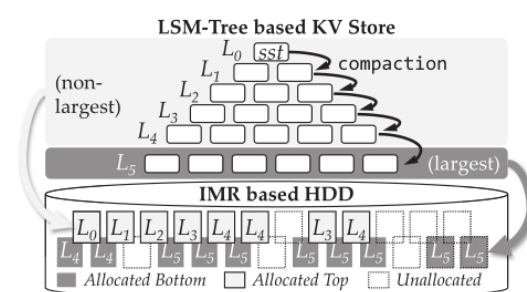 LSM-Tree based KV Store
L0 sst
compaction
L1
(non-
largest)
L2
L3
L4
L5 (largest)
IMR based HDD
L0 L1 L2 L3 L4 L4 L3 L4
L4 L4 L5 L5 L5 L5 L5 L5 L5 L5
Allocated Bottom Allocated Top Unallocated